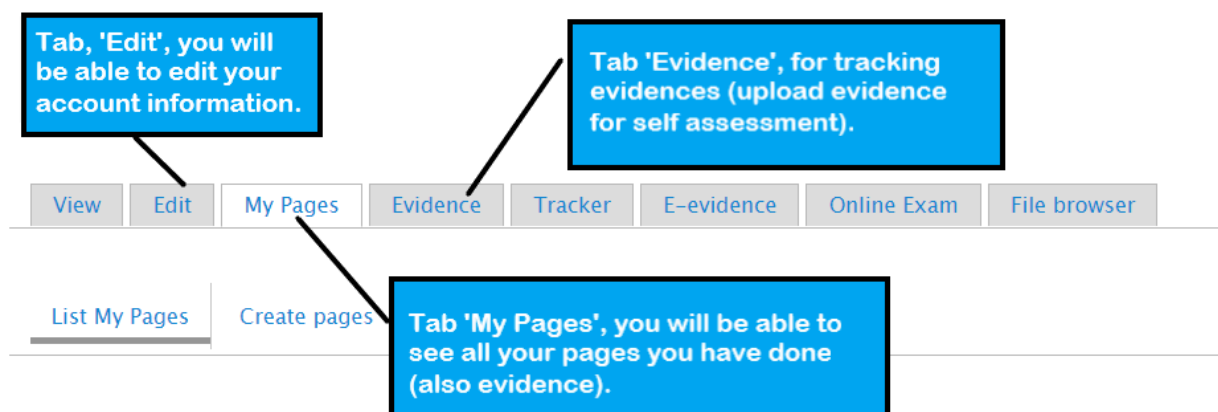 Tab, 'Edit', you will
be able to edit your
account information.
Tab 'Evidence', for tracking
evidences (upload evidence
for self assessment).
View Edit My Pages Evidence Tracker E-evidence Online Exam File browser
List My Pages Create pages
Tab 'My Pages', you will be able to
see all your pages you have done
(also evidence).